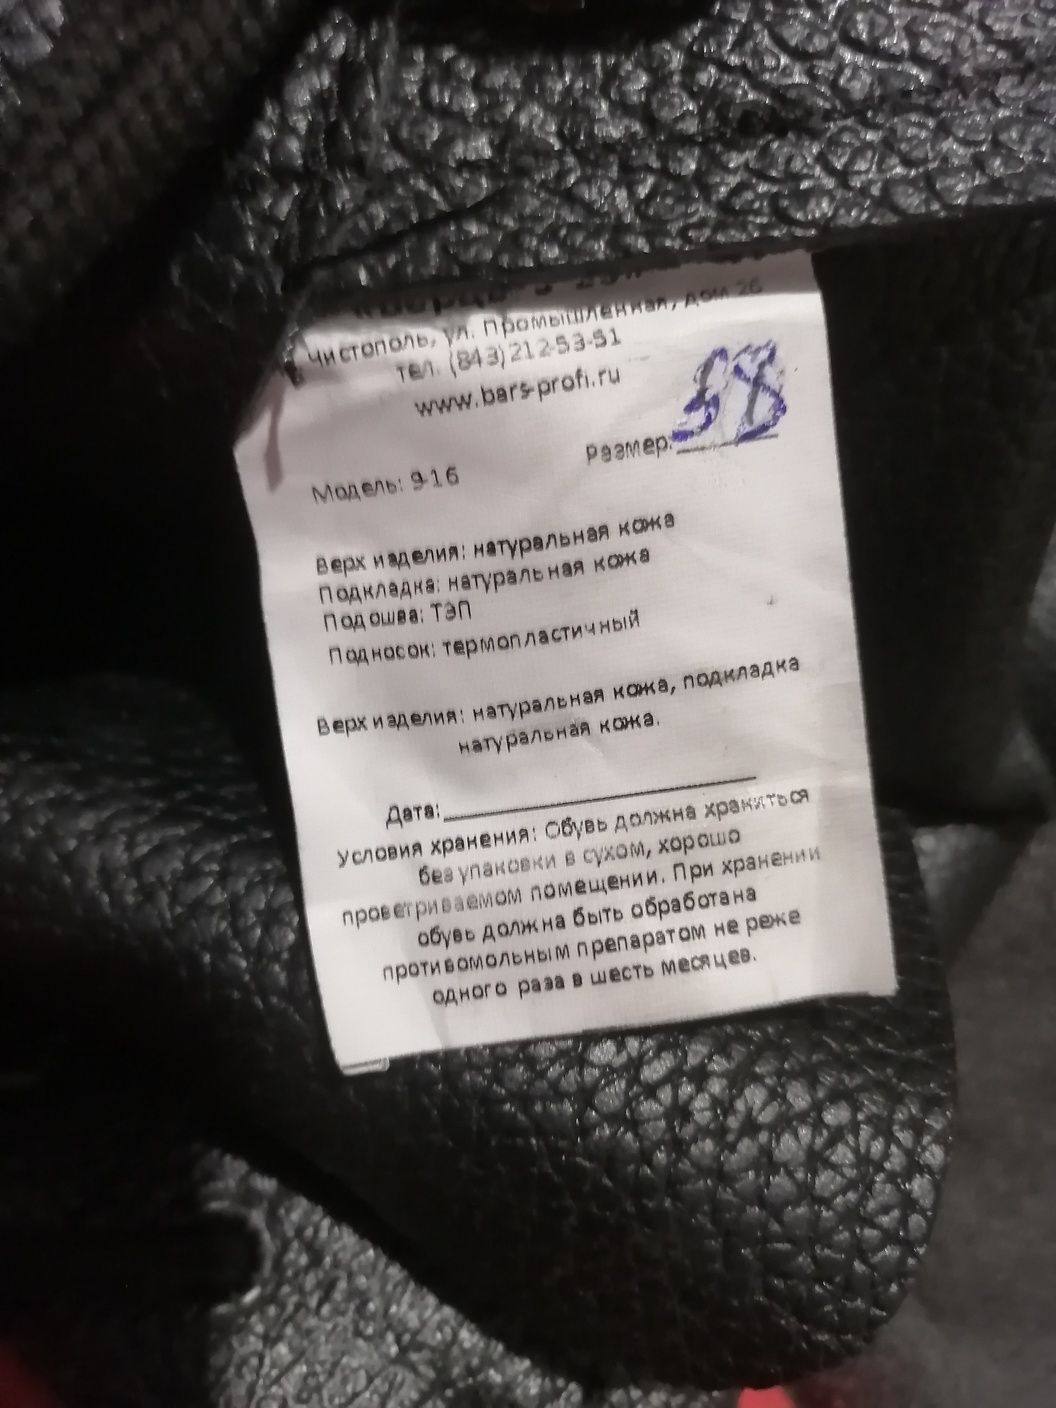 Чистополь, ул. Промышленная, дом 26
тел. (843)212-53-51
www.bars-profi.ru
Размер: 38
Модель: 9-16
Верх изделия: натуральная кожа
Подкладка: натуральная кожа
Подошва: ТЭП
Подносок: термопластичный
Верх изделия: натуральная кожа, подкладка
натуральная кожа.
Дата:
Условия хранения: Обувь должна храниться
без упаковки в сухом, хорошо
проветриваемом помещении. При хранении
обувь должна быть обработана
противомольным препаратом не реже
одного раза в шесть месяцев.